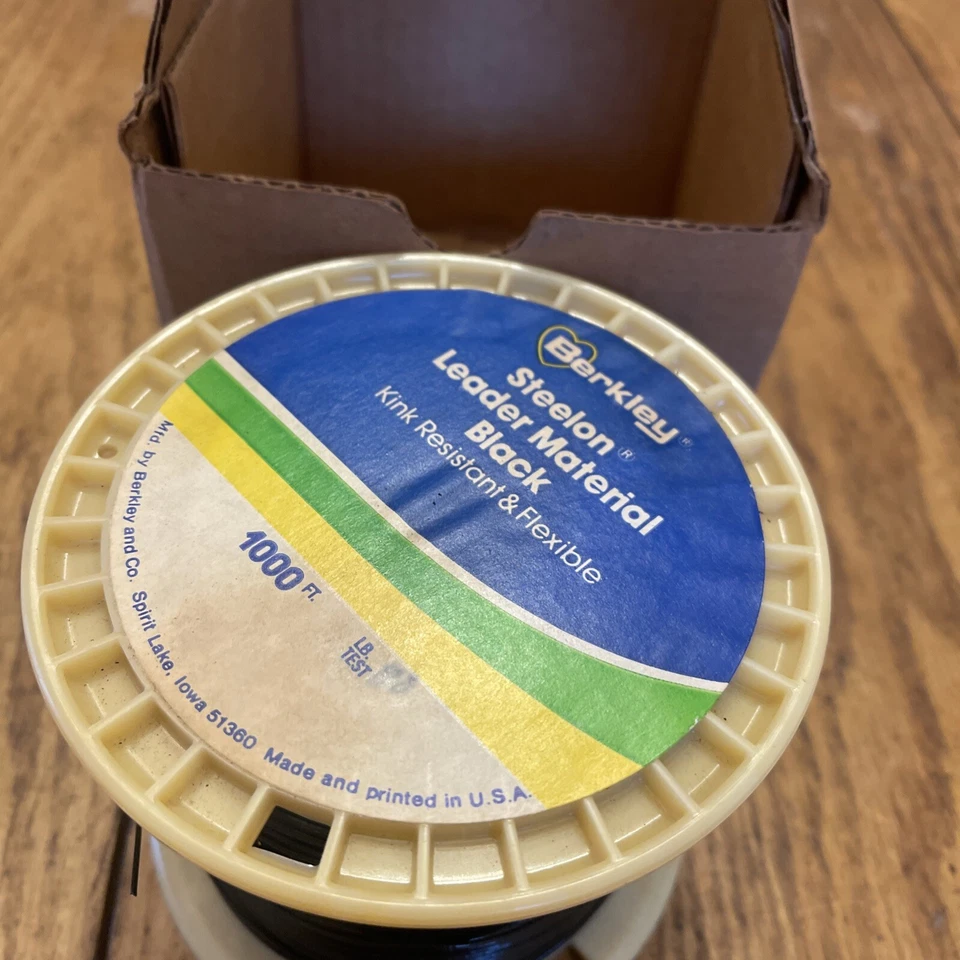 Berkley®
Steelon®
Leader Material
Black
Kink Resistant & Flexible
1000 FT.
LB.
TEST
Mfd. by Berkley and Co. Spirit Lake, Iowa 51360 Made and printed in U.S.A.